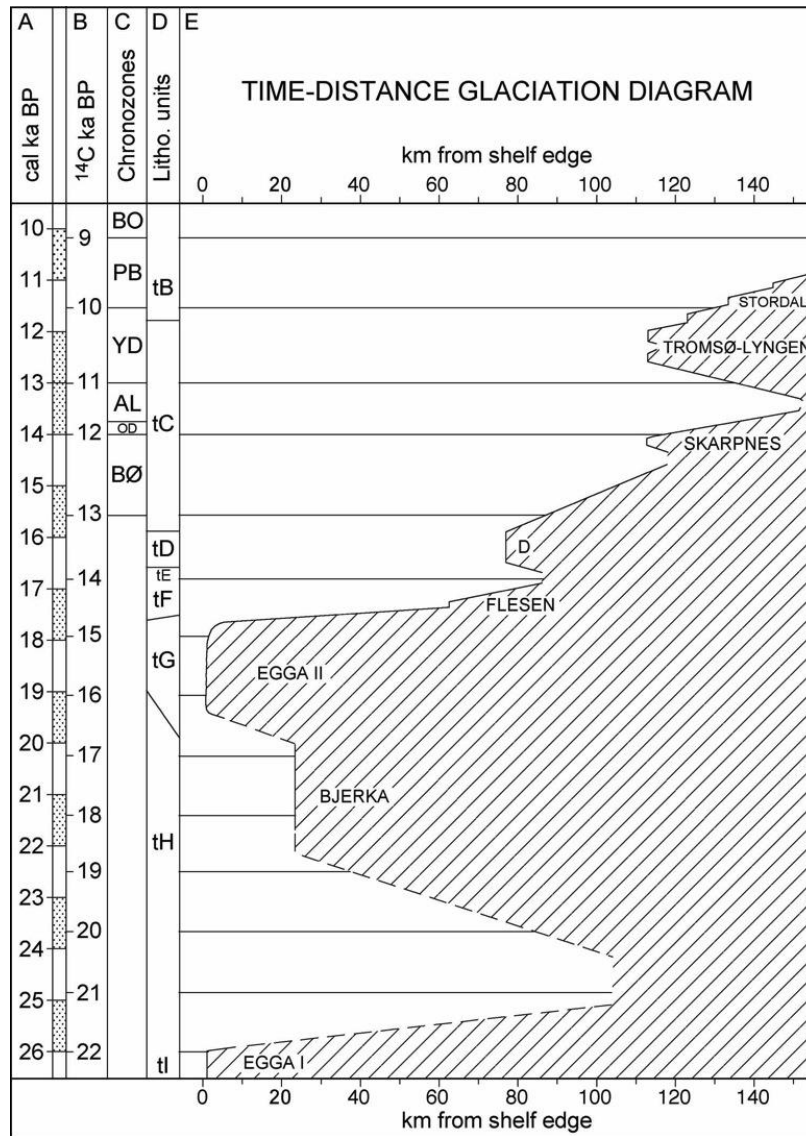 A B C D E
cal ka BP
¹⁴C ka BP
Chronozones
Litho. units
TIME-DISTANCE GLACIATION DIAGRAM
km from shelf edge
0 20 40 60 80 100 120 140
10
11
12
13
14
15
16
17
18
19
20
21
22
23
24
25
26
9
10
11
12
13
14
15
16
17
18
19
20
21
22
BO
PB
YD
AL
OD
BØ
tB
tC
tD
tE
tF
tG
tH
tI
STORDAL
TROMSØ-LYNGEN
SKARPNES
D
FLESEN
EGGA II
BJERKA
EGGA I
0 20 40 60 80 100 120 140
km from shelf edge